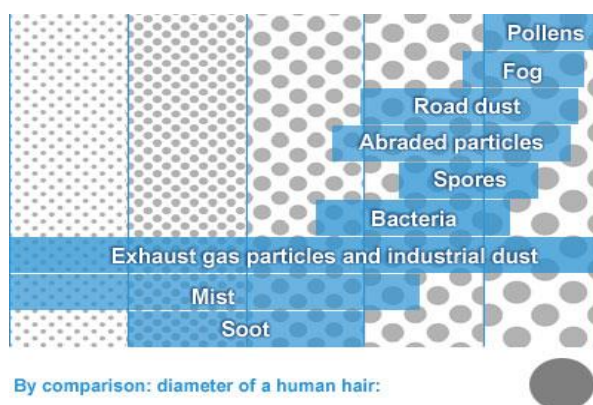 Pollens
Fog
Road dust
Abraded particles
Spores
Bacteria
Exhaust gas particles and industrial dust
Mist
Soot
By comparison: diameter of a human hair: